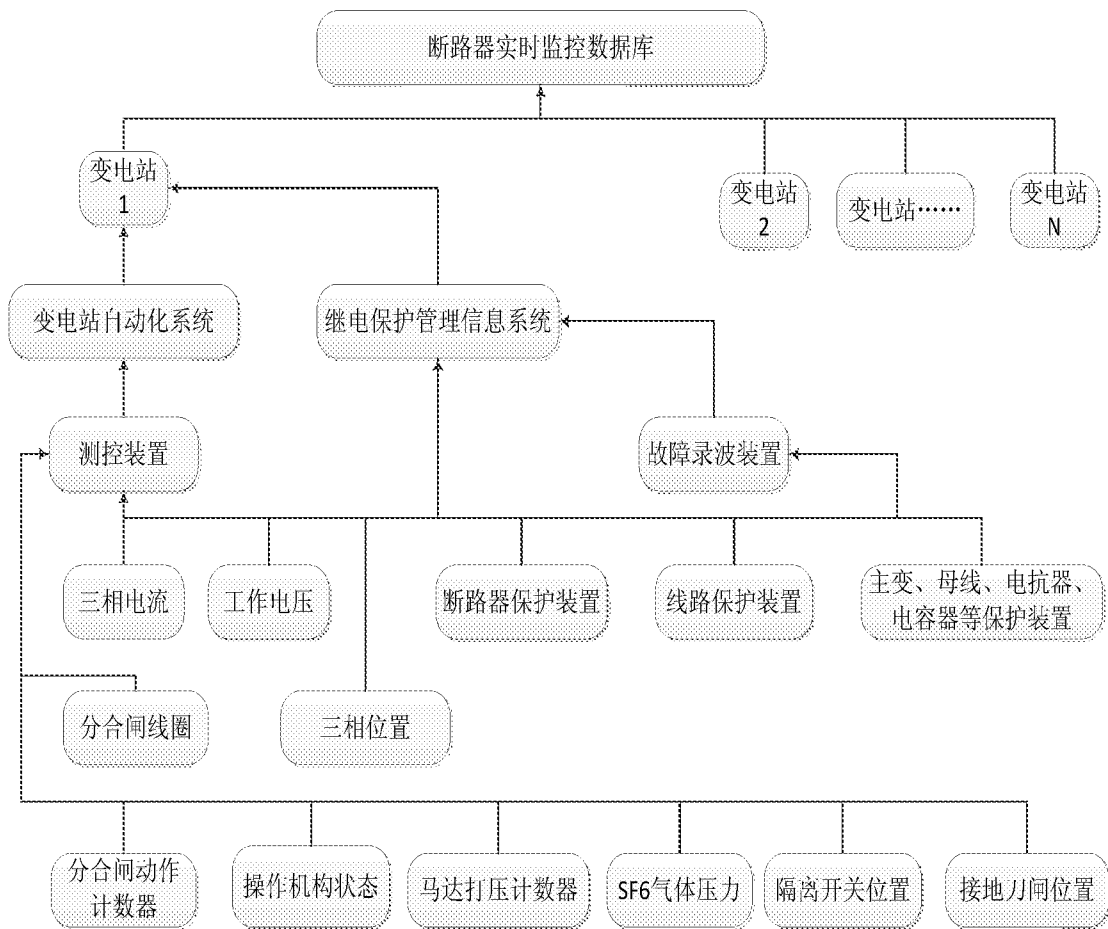 断路器实时监控数据库
变电站
1
变电站
2
变电站……
变电站
N
变电站自动化系统
继电保护管理信息系统
测控装置
故障录波装置
三相电流
工作电压
断路器保护装置
线路保护装置
主变、母线、电抗器、
电容器等保护装置
分合闸线圈
三相位置
分合闸动作
计数器
操作机构状态
马达打压计数器
SF6气体压力
隔离开关位置
接地刀闸位置